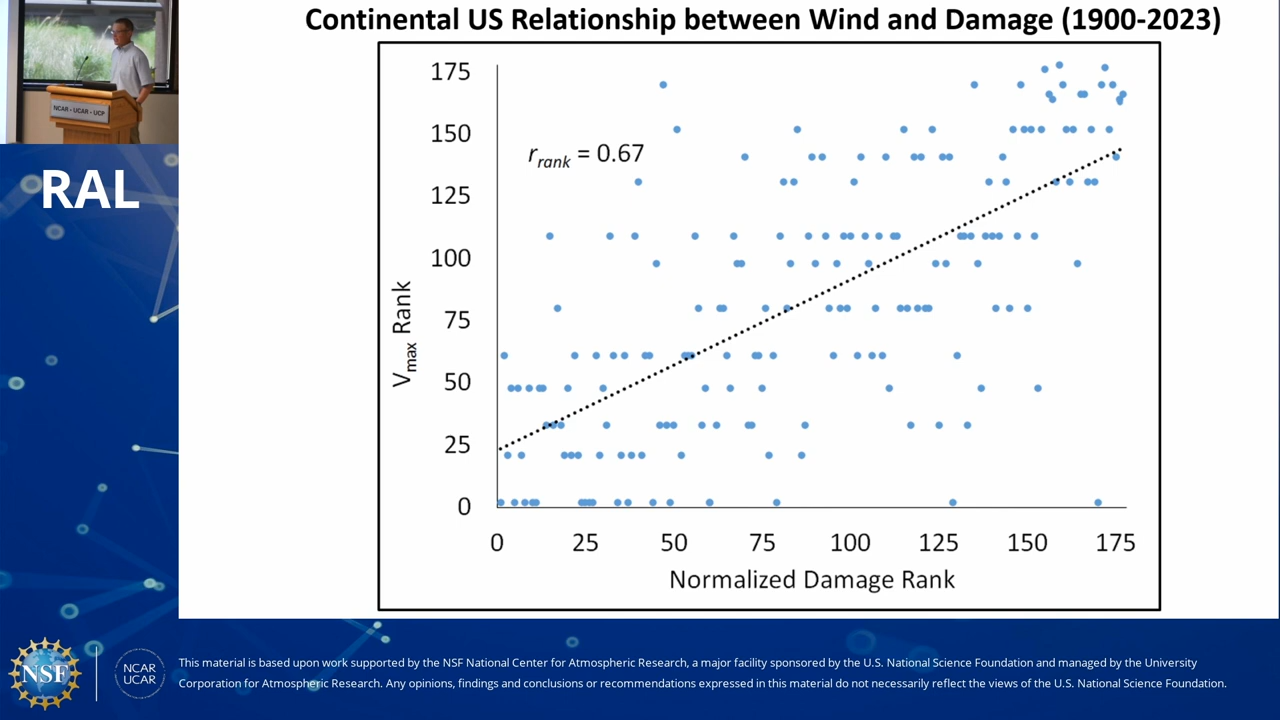 Continental US Relationship between Wind and Damage (1900-2023)
NCAR - UCAR - UCP
RAL
r_rank = 0.67
V_max Rank
175
150
125
100
75
50
25
0
0 25 50 75 100 125 150 175
Normalized Damage Rank
NSF
NCAR
UCAR
This material is based upon work supported by the NSF National Center for Atmospheric Research, a major facility sponsored by the U.S. National Science Foundation and managed by the University
Corporation for Atmospheric Research. Any opinions, findings and conclusions or recommendations expressed in this material do not necessarily reflect the views of the U.S. National Science Foundation.